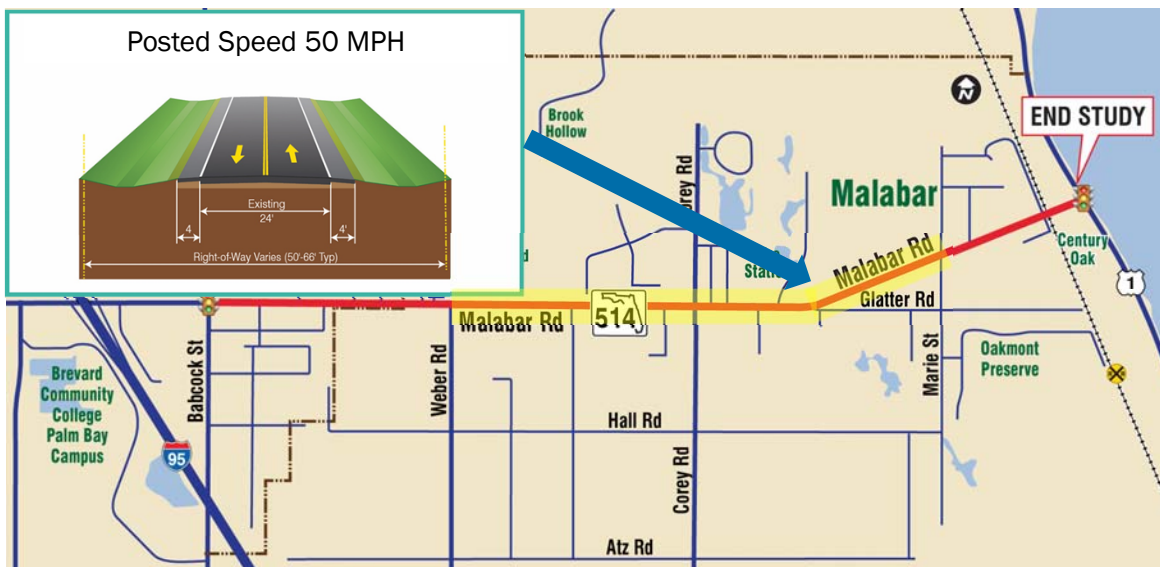 Posted Speed 50 MPH
Existing
24'
4
4'
Right-of-Way Varies (50'-66' Typ)
Brook
Hollow
N
END STUDY
Malabar
Malabar Rd
Century
Oak
1
Glatter Rd
Malabar Rd
514
Oakmont
Preserve
Marie St
Weber Rd
Babcock St
Brevard
Community
College
Palm Bay
Campus
95
Hall Rd
Corey Rd
Atz Rd